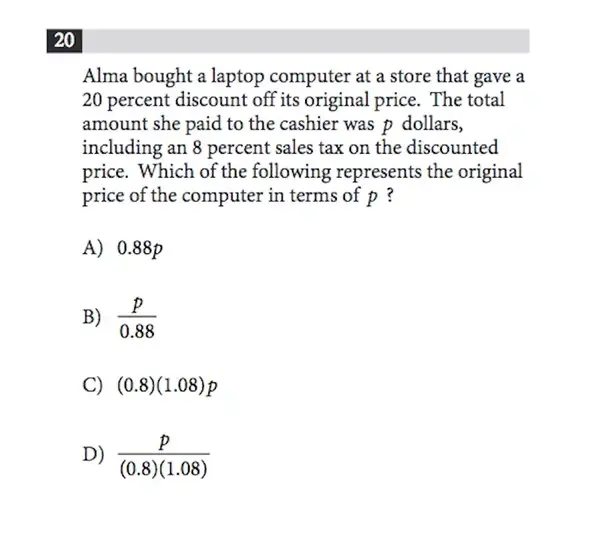 20
Alma bought a laptop computer at a store that gave a
20 percent discount off its original price. The total
amount she paid to the cashier was p dollars,
including an 8 percent sales tax on the discounted
price. Which of the following represents the original
price of the computer in terms of p ?
A) 0.88p
B) p
0.88
C) (0.8)(1.08)p
D) p
(0.8)(1.08)